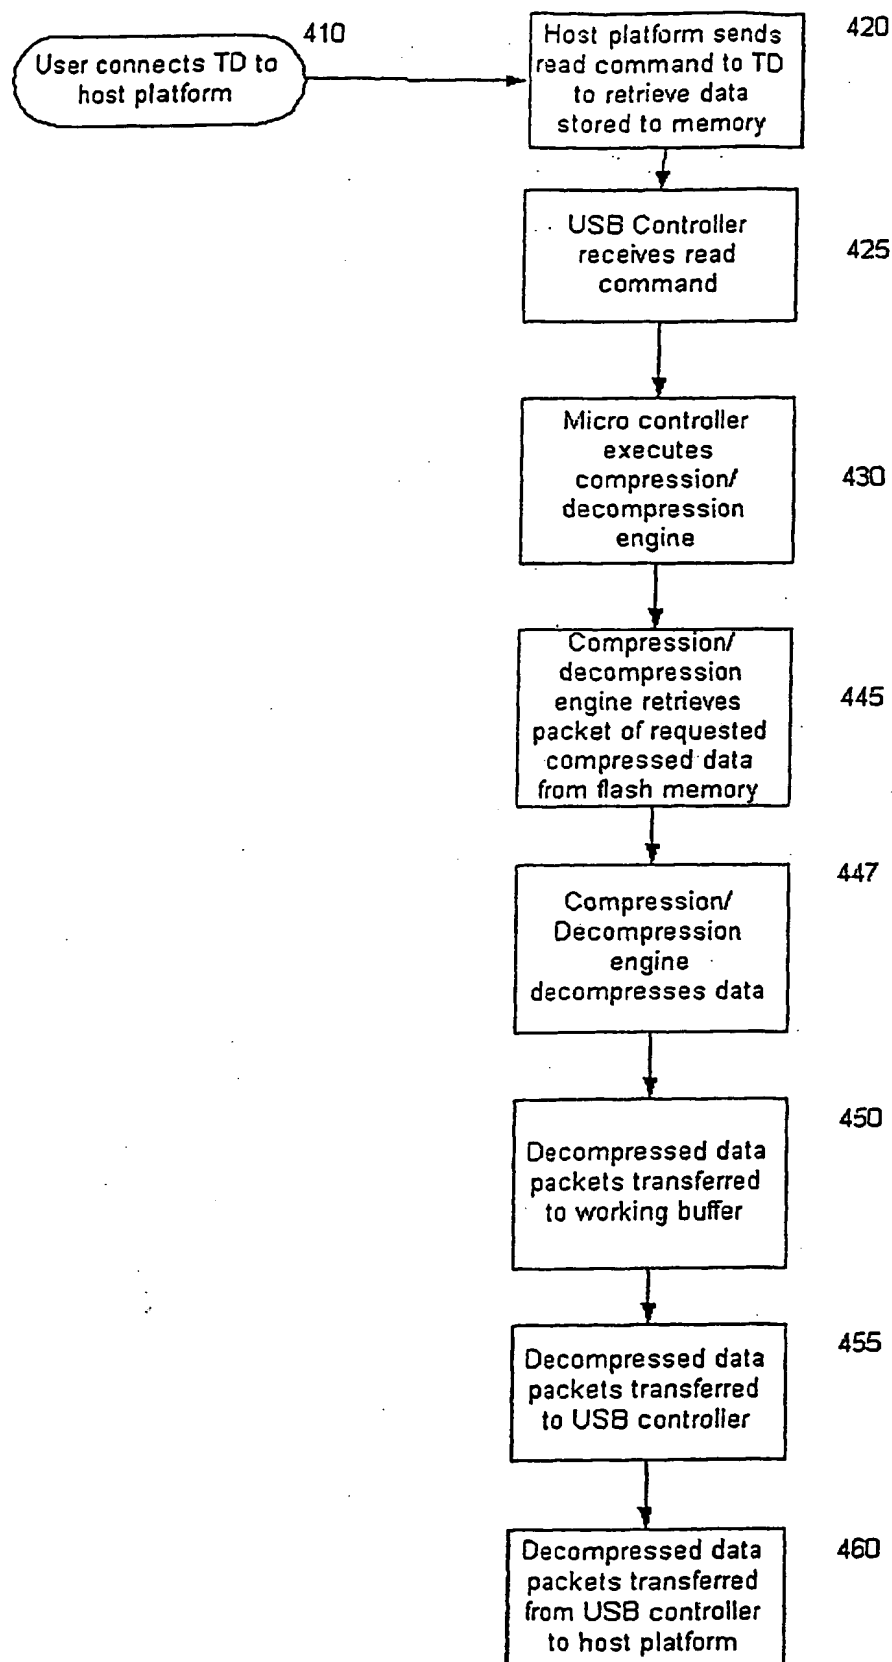 410
User connects TD to
host platform
420
Host platform sends
read command to TD
to retrieve data
stored to memory
USB Controller
receives read
command
425
Micro controller
executes
compression/
decompression
engine
430
Compression/
decompression
engine retrieves
packet of requested
compressed data
from flash memory
445
447
Compression/
Decompression
engine
decompresses data
450
Decompressed data
packets transferred
to working buffer
455
Decompressed data
packets transferred
to USB controller
460
Decompressed data
packets transferred
from USB controller
to host platform